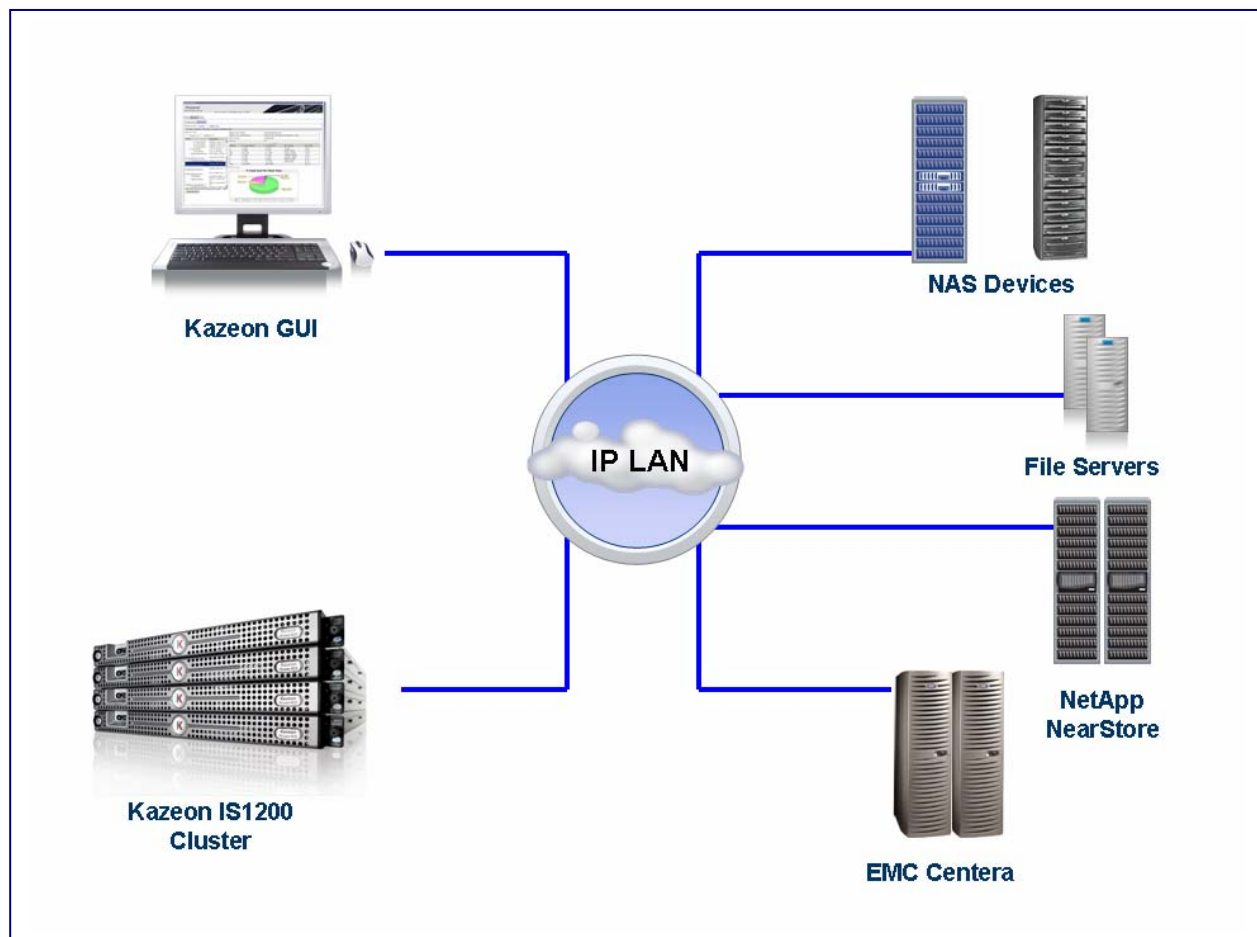 Kazeon GUI
NAS Devices
File Servers
IP LAN
NetApp
NearStore
Kazeon IS1200
Cluster
EMC Centera
K
K
K
K